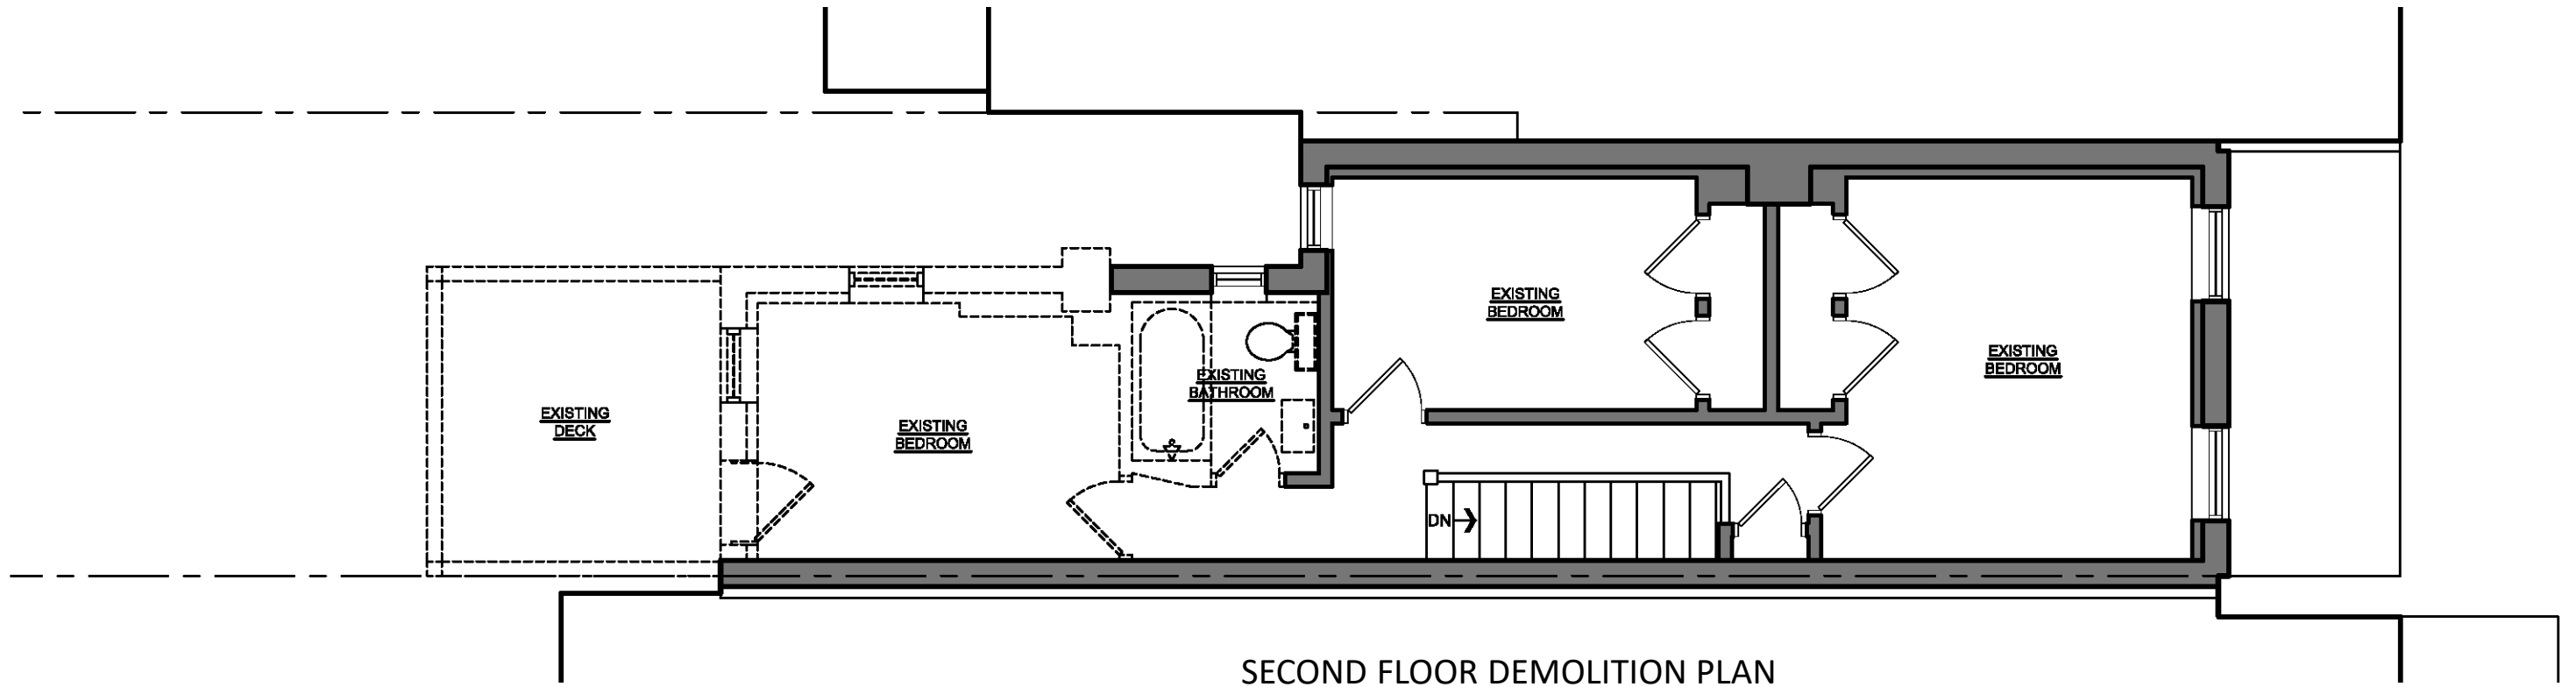 EXISTING
DECK
EXISTING
BEDROOM
EXISTING
BATHROOM
EXISTING
BEDROOM
EXISTING
BEDROOM
DN
SECOND FLOOR DEMOLITION PLAN